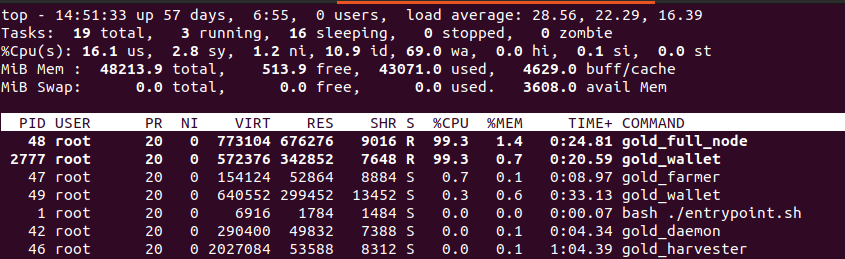 top - 14:51:33 up 57 days,  6:55,  0 users,  load average: 28.56, 22.29, 16.39
Tasks:  19 total,   3 running,  16 sleeping,   0 stopped,   0 zombie
%Cpu(s): 16.1 us,  2.8 sy,  1.2 ni, 10.9 id, 69.0 wa,  0.0 hi,  0.1 si,  0.0 st
MiB Mem :  48213.9 total,    513.9 free,  43071.0 used,   4629.0 buff/cache
MiB Swap:      0.0 total,      0.0 free,      0.0 used.   3608.0 avail Mem
PID USER      PR  NI    VIRT    RES    SHR S  %CPU  %MEM     TIME+ COMMAND
48 root      20   0  773104 676276   9016 R  99.3   1.4   0:24.81 gold_full_node
2777 root      20   0  572376 342852   7648 R  99.3   0.7   0:20.59 gold_wallet
47 root      20   0  154124  52864   8884 S   0.7   0.1   0:08.97 gold_farmer
49 root      20   0  640552 299452  13452 S   0.3   0.6   0:33.13 gold_wallet
1 root      20   0    6916   1784   1484 S   0.0   0.0   0:00.07 bash ./entrypoint.sh
42 root      20   0  290400  49832   7388 S   0.0   0.1   0:04.34 gold_daemon
46 root      20   0 2027084  53588   8312 S   0.0   0.1   1:04.39 gold_harvester